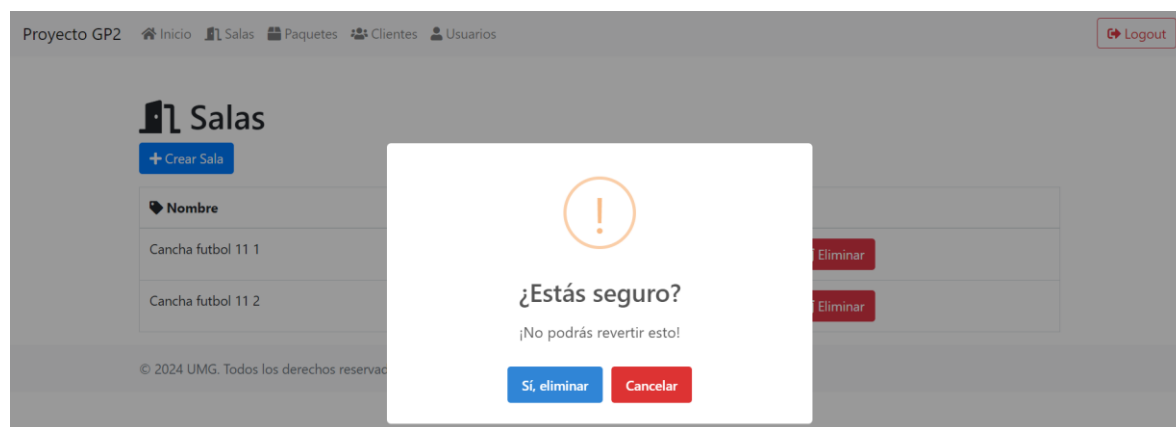 Proyecto GP2 Inicio Salas Paquetes Clientes Usuarios Logout
Salas
Crear Sala
Nombre
Cancha futbol 11 1 Eliminar
Cancha futbol 11 2 Eliminar
¿Estás seguro?
¡No podrás revertir esto!
Sí, eliminar Cancelar
© 2024 UMG. Todos los derechos